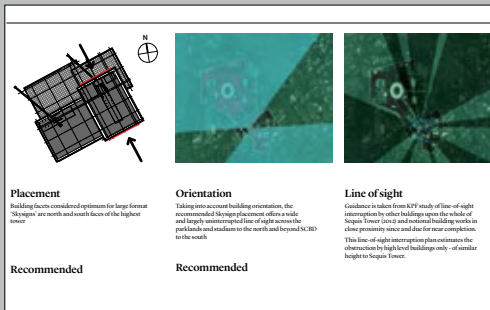 N
Placement
Building facets considered optimum for large format
'Skysigns' are north and south faces of the highest
tower
Recommended
Orientation
Taking into account building orientation, the
recommended Skysign placement offers a wide
and largely uninterrupted line of sight across the
parklands and stadium to the north and beyond SCBD
to the south
Recommended
Line of sight
Guidance is taken from KPF study of line-of-sight
interruption by other buldings upon the whole of
Sequis Tower (2012) and notional building works in
close proximity since and due for near completion.
This line-of-sight interruption plan estimates the
obstruction by high level buildings only - of similar
height to Sequis Tower.